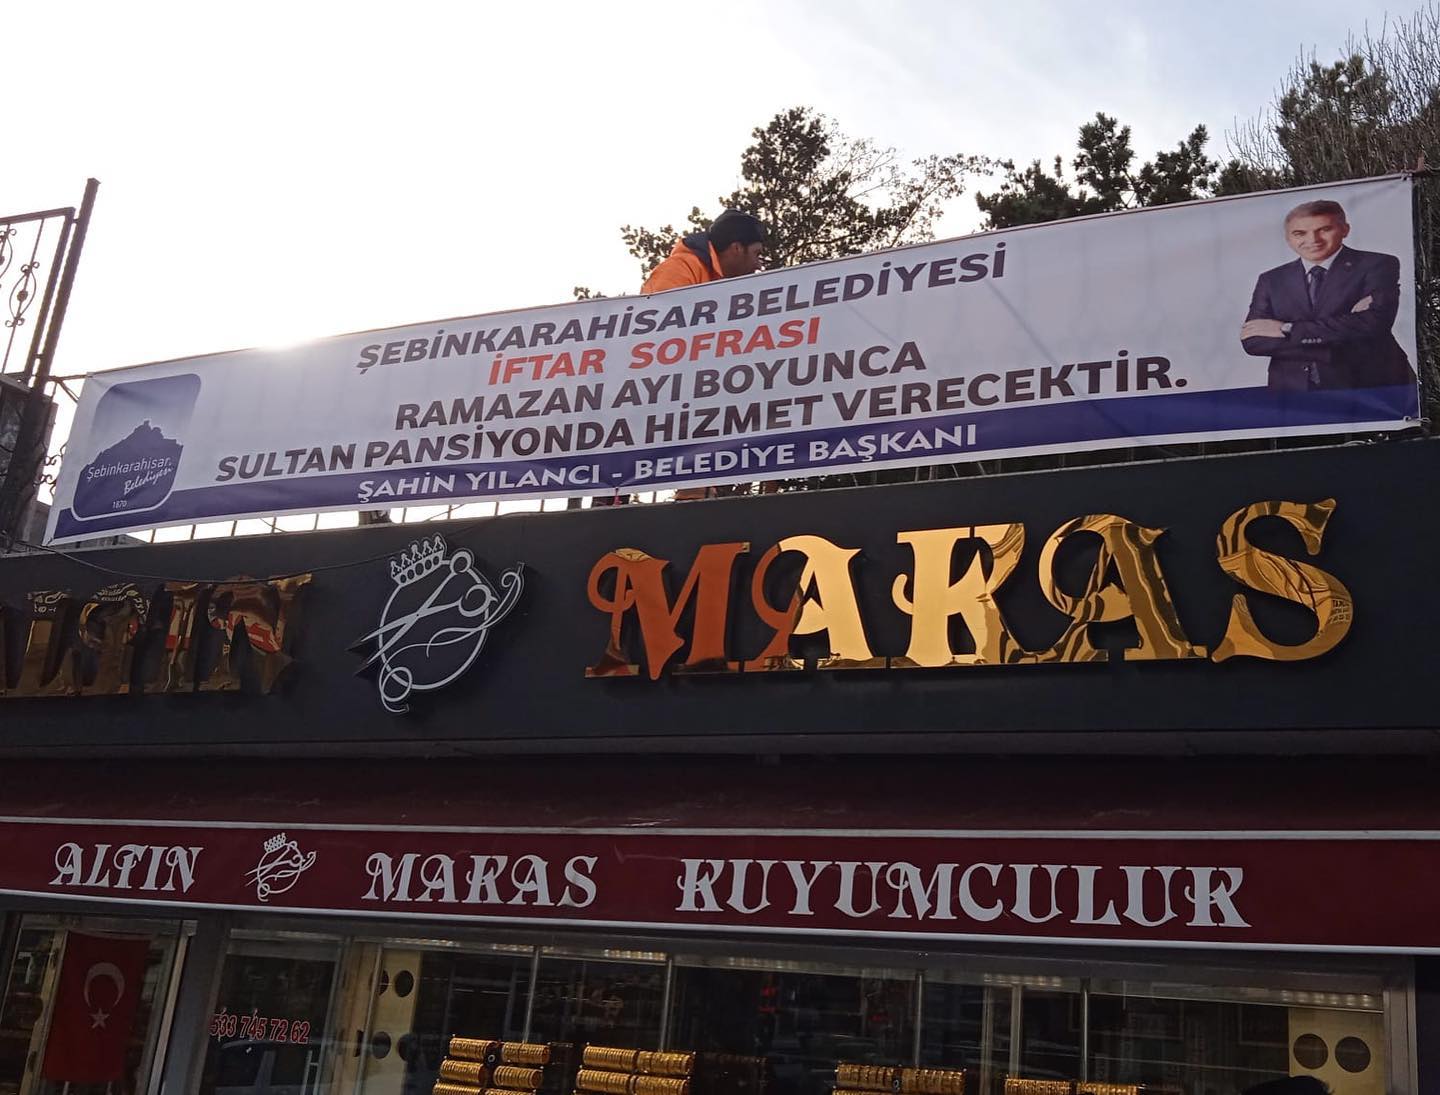 ŞEBİNKARAHİSAR BELEDİYESİ
İFTAR SOFRASI
RAMAZAN AYI BOYUNCA
SULTAN PANSİYONDA HİZMET VERECEKTİR.
ŞAHİN YILANCI - BELEDİYE BAŞKANI
Şebinkarahisar
Belediyesi
1870
MAKAS
ALTIN MAKAS KUYUMCULUK
533 745 72 62